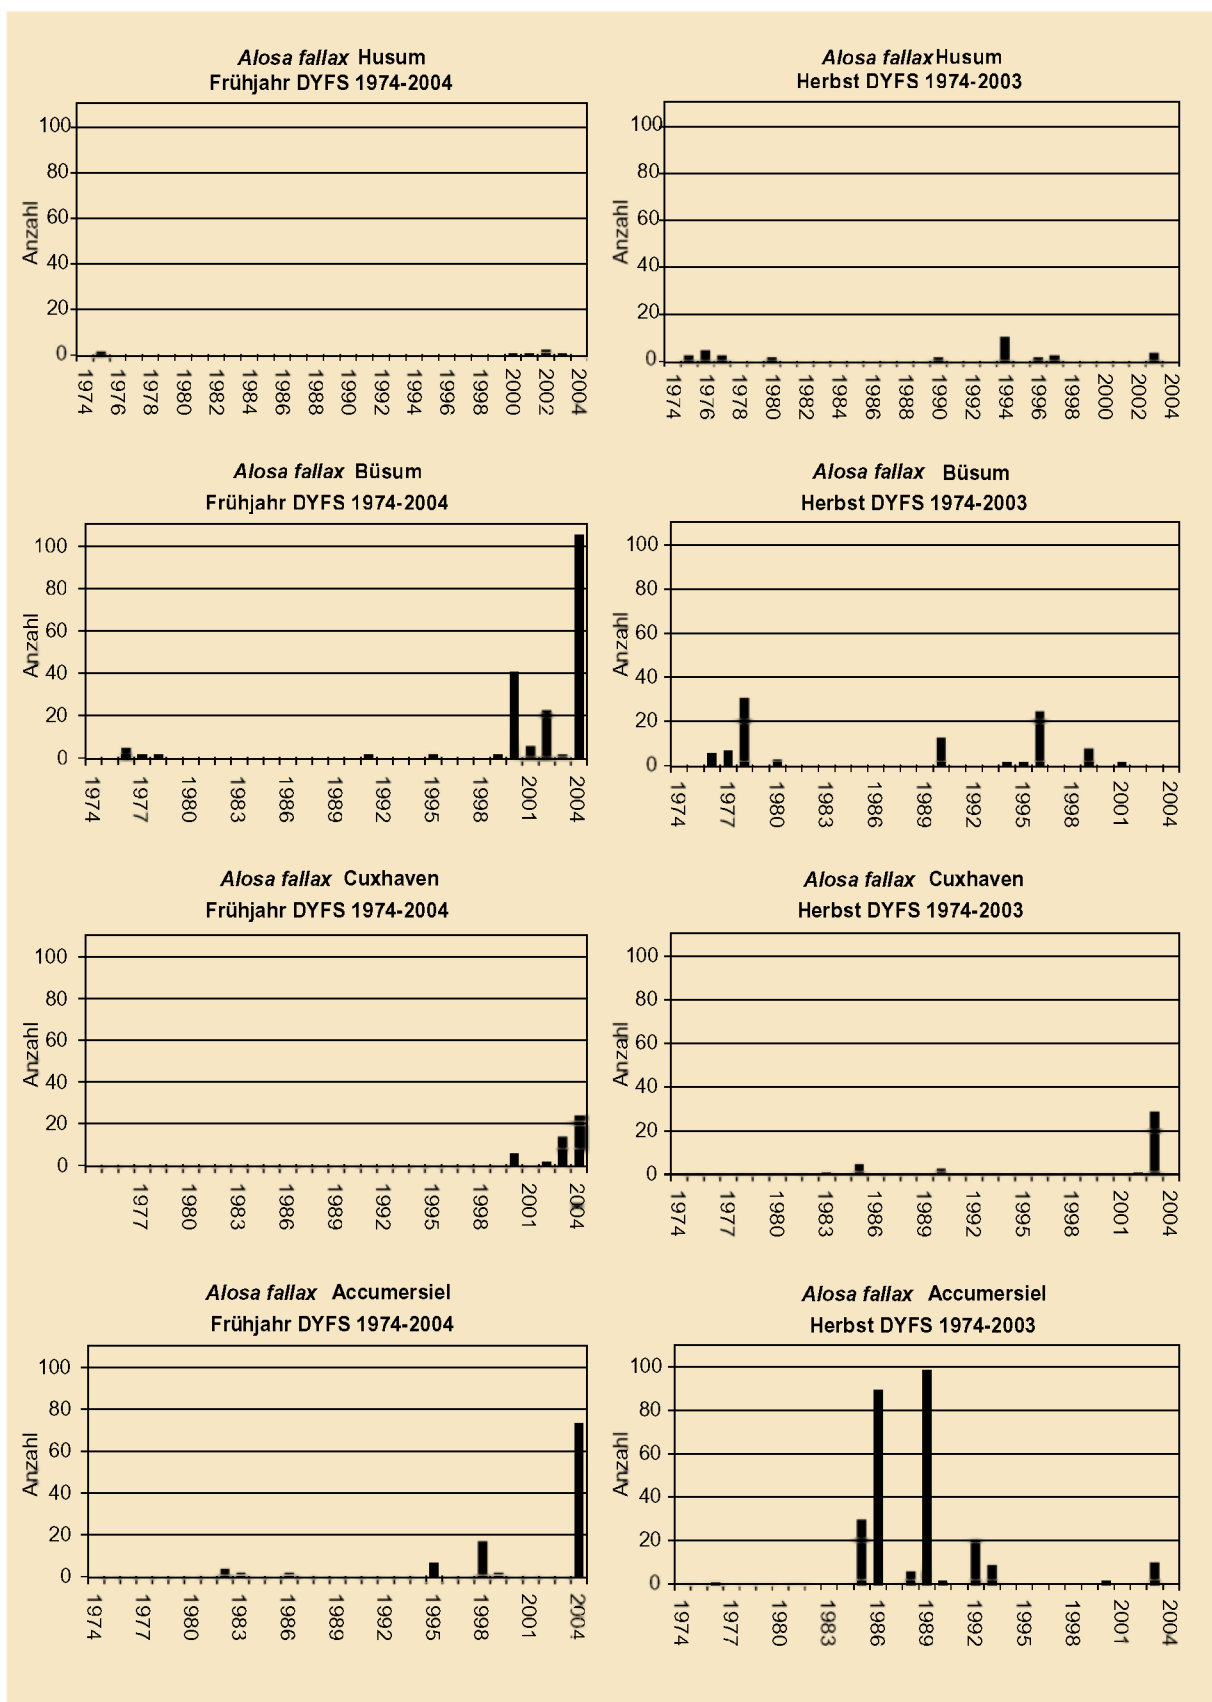 Alosa fallax Husum
Frühjahr DYFS 1974-2004
Anzahl
100
80
60
40
20
0
1974 1976 1978 1980 1982 1984 1986 1988 1990 1992 1994 1996 1998 2000 2002 2004
Alosa fallax Husum
Herbst DYFS 1974-2003
Anzahl
100
80
60
40
20
0
1974 1976 1978 1980 1982 1984 1986 1988 1990 1992 1994 1996 1998 2000 2002 2004
Alosa fallax Büsum
Frühjahr DYFS 1974-2004
Anzahl
100
80
60
40
20
0
1974 1977 1980 1983 1986 1989 1992 1995 1998 2001 2004
Alosa fallax Büsum
Herbst DYFS 1974-2003
Anzahl
100
80
60
40
20
0
1974 1977 1980 1983 1986 1989 1992 1995 1998 2001 2004
Alosa fallax Cuxhaven
Frühjahr DYFS 1974-2004
Anzahl
100
80
60
40
20
0
1977 1980 1983 1986 1989 1992 1995 1998 2001 2004
Alosa fallax Cuxhaven
Herbst DYFS 1974-2003
Anzahl
100
80
60
40
20
0
1974 1977 1980 1983 1986 1989 1992 1995 1998 2001 2004
Alosa fallax Accumersiel
Frühjahr DYFS 1974-2004
Anzahl
100
80
60
40
20
0
1974 1977 1980 1983 1986 1989 1992 1995 1998 2001 2004
Alosa fallax Accumersiel
Herbst DYFS 1974-2003
Anzahl
100
80
60
40
20
0
1974 1977 1980 1983 1986 1989 1992 1995 1998 2001 2004